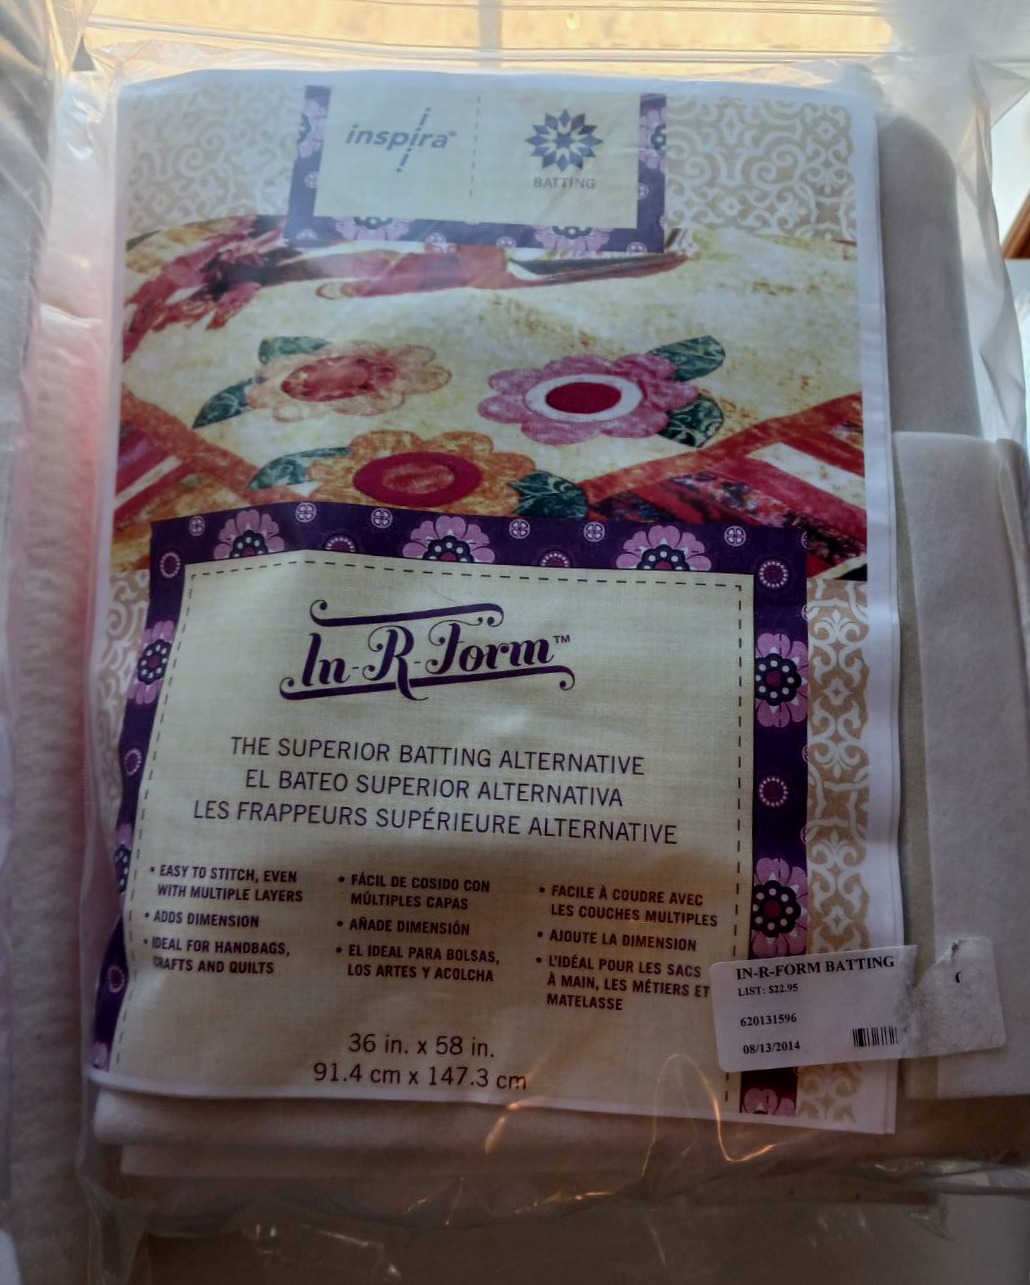 inspira®
BATTING
In-R-Form™
THE SUPERIOR BATTING ALTERNATIVE
EL BATEO SUPERIOR ALTERNATIVA
LES FRAPPEURS SUPÉRIEURE ALTERNATIVE
• EASY TO STITCH, EVEN
WITH MULTIPLE LAYERS
• ADDS DIMENSION
• IDEAL FOR HANDBAGS,
CRAFTS AND QUILTS
• FÁCIL DE COSIDO CON
MÚLTIPLES CAPAS
• AÑADE DIMENSIÓN
• EL IDEAL PARA BOLSAS,
LOS ARTES Y ACOLCHA
• FACILE À COUDRE AVEC
LES COUCHES MULTIPLES
• AJOUTE LA DIMENSION
• L'IDÉAL POUR LES SACS
À MAIN, LES MÉTIERS ET
MATELASSE
36 in. x 58 in.
91.4 cm x 147.3 cm
IN-R-FORM BATTING
LIST: $22.95
620131596
08/13/2014